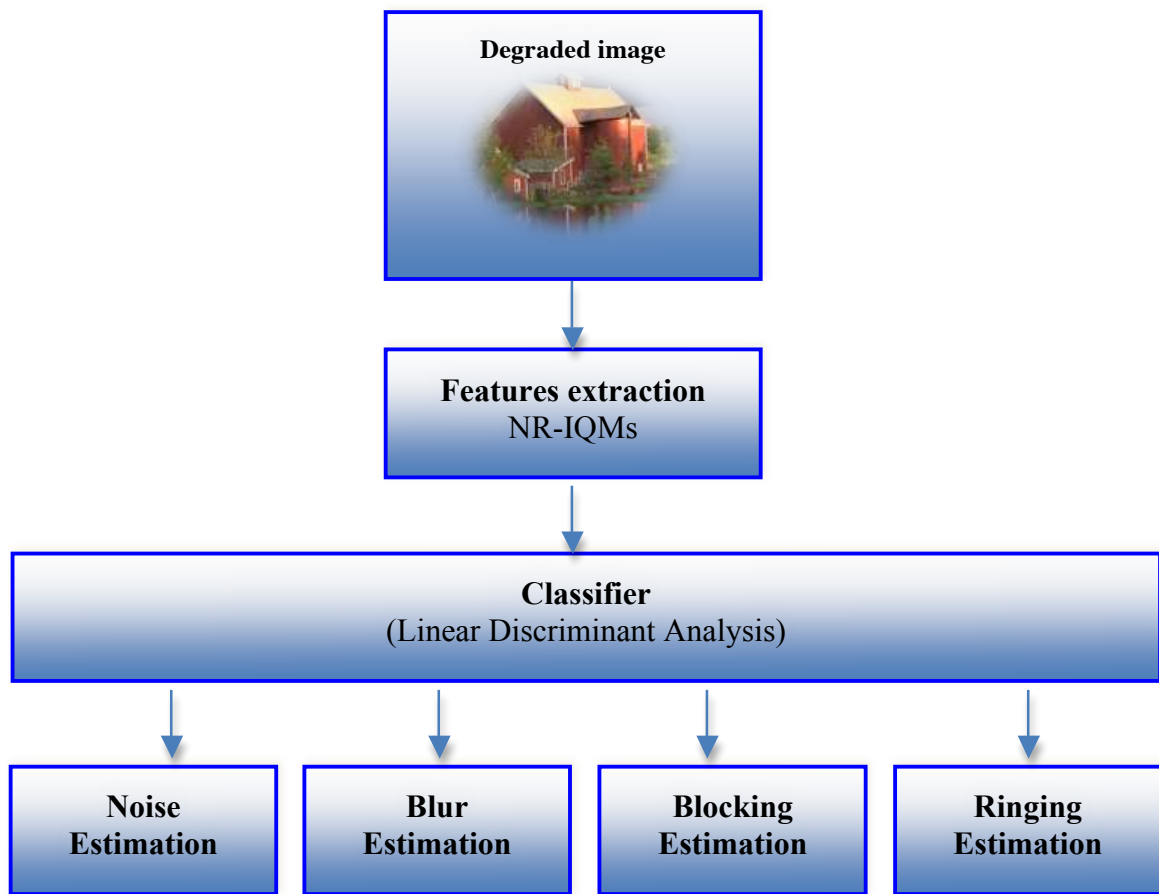 Degraded image
Features extraction
NR-IQMs
Classifier
(Linear Discriminant Analysis)
Noise
Estimation
Blur
Estimation
Blocking
Estimation
Ringing
Estimation